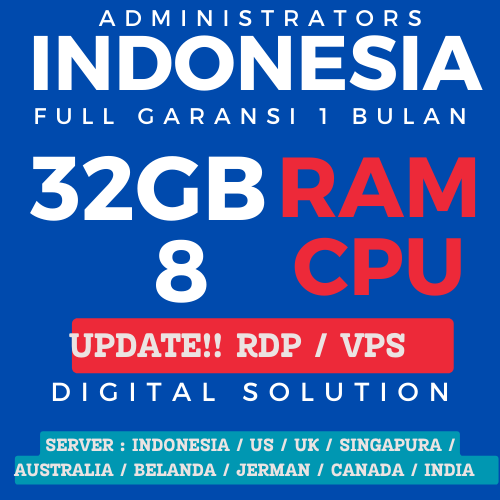 ADMINISTRATORS
INDONESIA
FULL GARANSI 1 BULAN
32GB RAM
8 CPU
UPDATE!! RDP / VPS
DIGITAL SOLUTION
SERVER : INDONESIA / US / UK / SINGAPURA /
AUSTRALIA / BELANDA / JERMAN / CANADA / INDIA